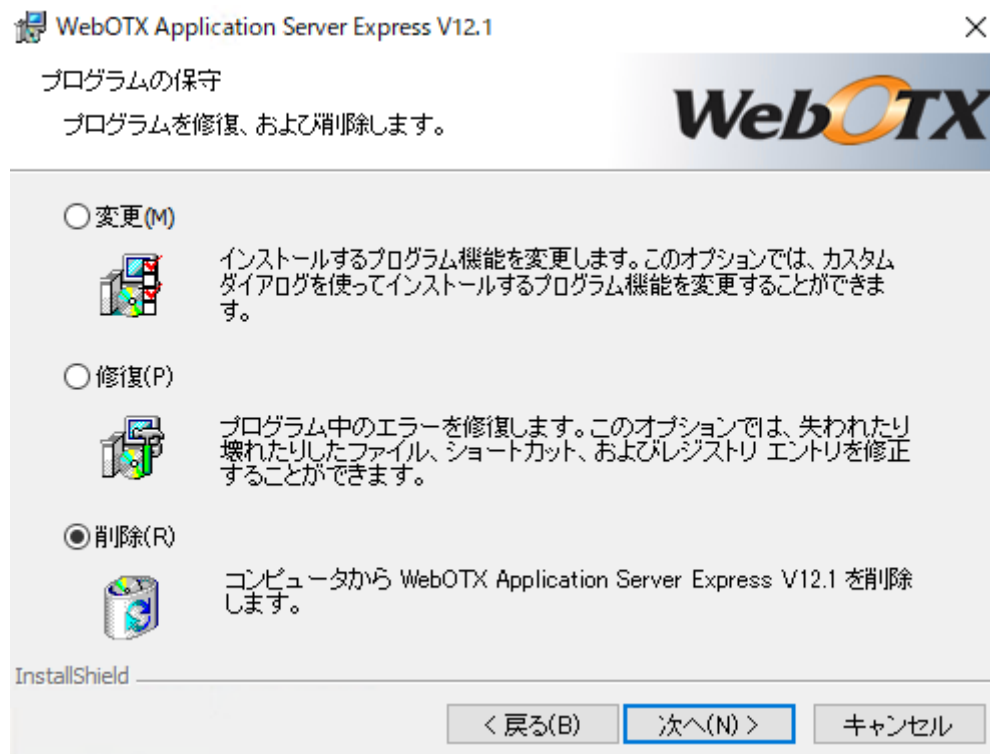 WebOTX Application Server Express V12.1
プログラムの保守
プログラムを修復、および削除します。
WebOTX
変更(M)
インストールするプログラム機能を変更します。このオプションでは、カスタム
ダイアログを使ってインストールするプログラム機能を変更することができま
す。
修復(P)
プログラム中のエラーを修復します。このオプションでは、失われたり
壊れたりしたファイル、ショートカット、およびレジストリ エントリを修正
することができます。
削除(R)
コンピュータから WebOTX Application Server Express V12.1 を削除
します。
InstallShield
< 戻る(B)
次へ(N) >
キャンセル